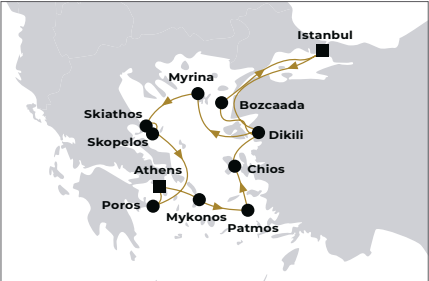 Istanbul
Myrina
Bozcaada
Skiathos
Dikili
Skopelos
Athens
Chios
Poros
Mykonos
Patmos